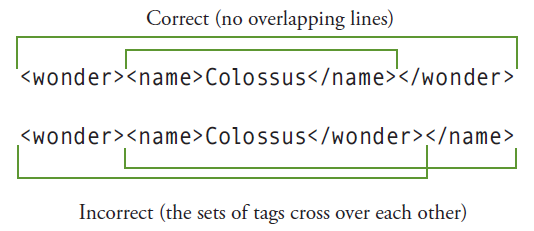 Correct (no overlapping lines)
<wonder><name>Colossus</name></wonder>
<wonder><name>Colossus</wonder></name>
Incorrect (the sets of tags cross over each other)